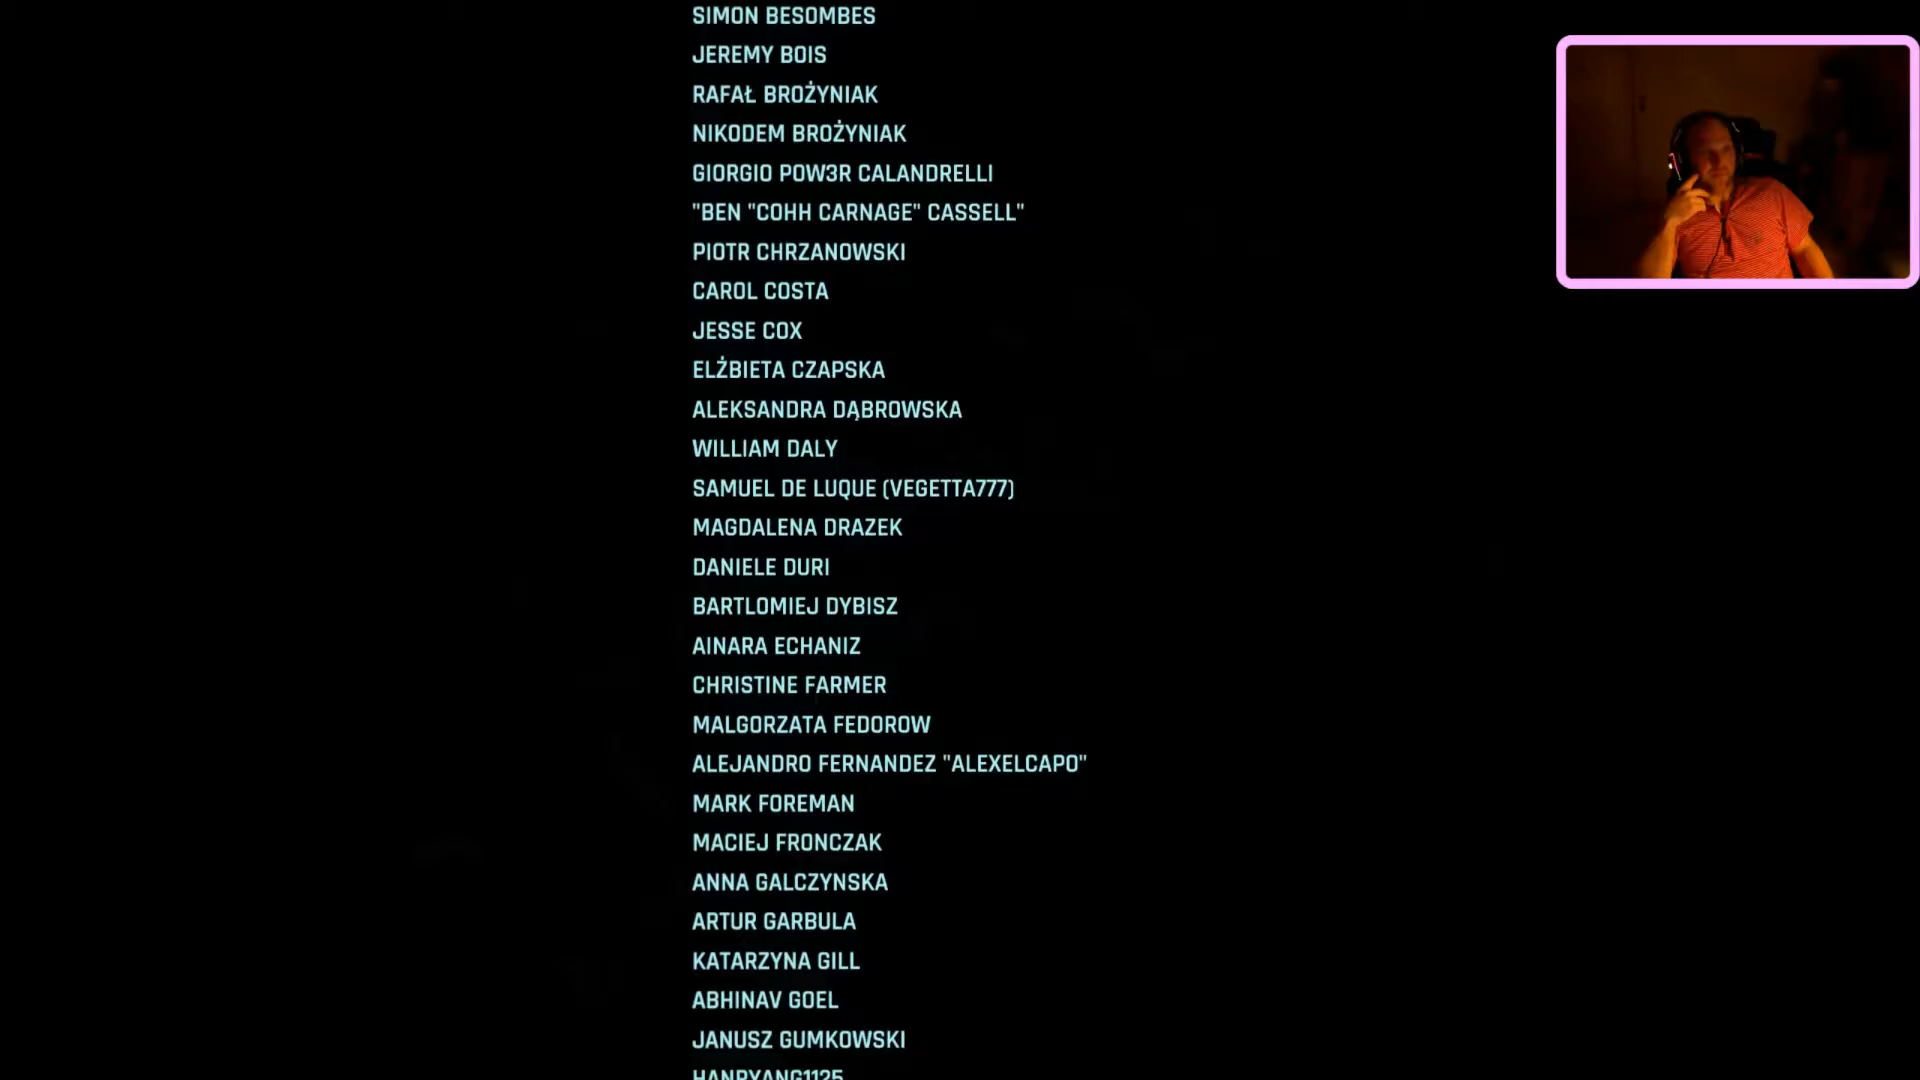 SIMON BESOMBES
JEREMY BOIS
RAFAŁ BROŻYNIAK
NIKODEM BROŻYNIAK
GIORGIO POW3R CALANDRELLI
"BEN "COHH CARNAGE" CASSELL"
PIOTR CHRZANOWSKI
CAROL COSTA
JESSE COX
ELŻBIETA CZAPSKA
ALEKSANDRA DĄBROWSKA
WILLIAM DALY
SAMUEL DE LUQUE (VEGETTA777)
MAGDALENA DRAZEK
DANIELE DURI
BARTLOMIEJ DYBISZ
AINARA ECHANIZ
CHRISTINE FARMER
MALGORZATA FEDOROW
ALEJANDRO FERNANDEZ "ALEXELCAPO"
MARK FOREMAN
MACIEJ FRONCZAK
ANNA GALCZYNSKA
ARTUR GARBULA
KATARZYNA GILL
ABHINAV GOEL
JANUSZ GUMKOWSKI